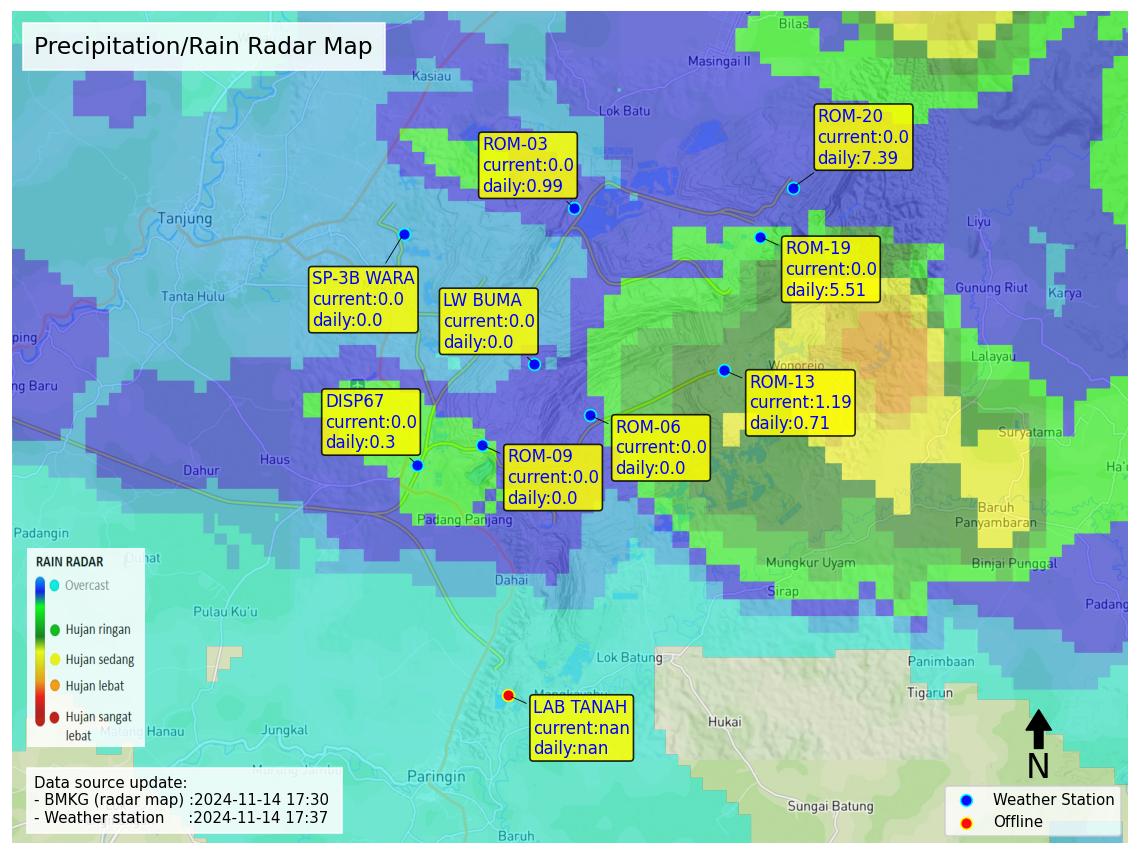 Precipitation/Rain Radar Map
Bilas
Masingai II
Kasiau
Lok Batu
ROM-20
current:0.0
daily:7.39
ROM-03
current:0.0
daily:0.99
Tanjung
Liyu
ROM-19
current:0.0
daily:5.51
SP-3B WARA
current:0.0
daily:0.0
LW BUMA
current:0.0
daily:0.0
Tanta Hulu
Gunung Riut
Karya
ping
Lalayau
Wonorejo
ng Baru
ROM-13
current:1.19
daily:0.71
DISP67
current:0.0
daily:0.3
ROM-06
current:0.0
daily:0.0
Suryatama
ROM-09
current:0.0
daily:0.0
Haus
Dahur
Ha'u
Baruh
Panyambaran
Padang Panjang
Padangin
Mungkur Uyam
Binjai Punggal
Dahai
Sirap
Padang
RAIN RADAR
Overcast
Hujan ringan
Hujan sedang
Hujan lebat
Hujan sangat
lebat
Pulau Ku'u
Lok Batung
Panimbaan
Tigarun
LAB TANAH
current:nan
daily:nan
Hukai
Jungkal
Paringin
Sungai Batung
Baruh
Data source update:
- BMKG (radar map) :2024-11-14 17:30
- Weather station :2024-11-14 17:37
N
Weather Station
Offline